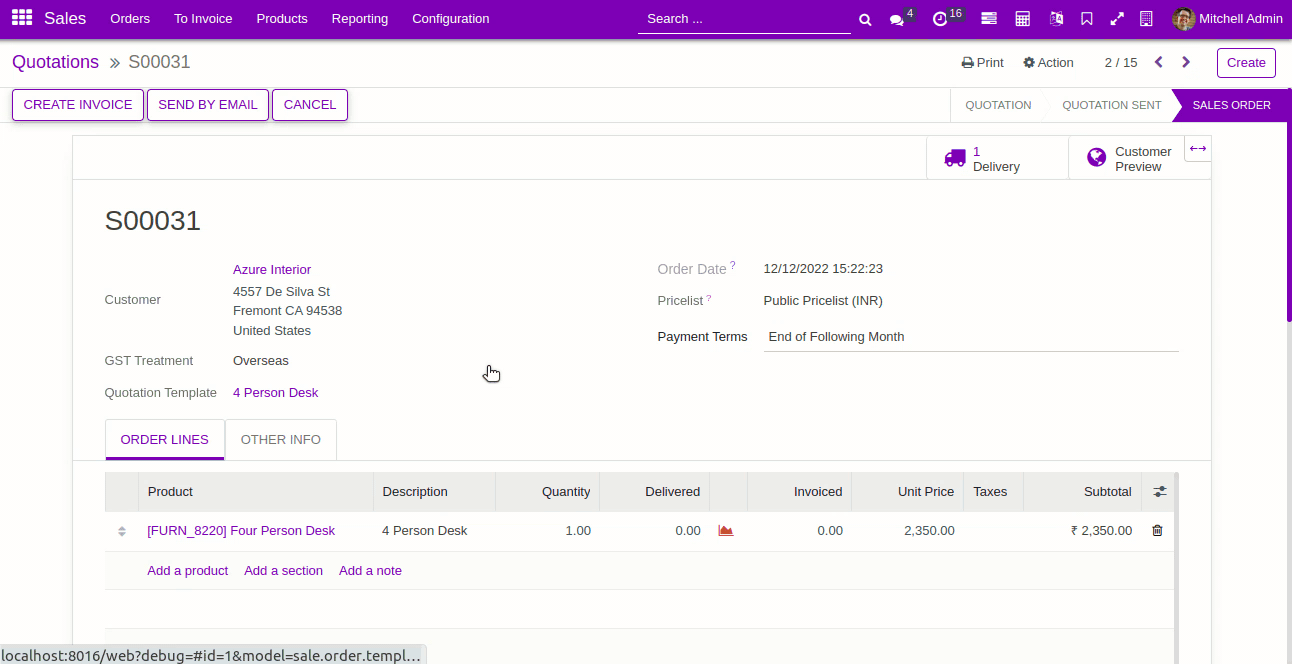 Sales Orders To Invoice Products Reporting Configuration Search ... 4 16 Mitchell Admin
Quotations » S00031 Print Action 2 / 15 Create
CREATE INVOICE SEND BY EMAIL CANCEL QUOTATION QUOTATION SENT SALES ORDER
1
Delivery
Customer
Preview
S00031
Customer
Azure Interior
4557 De Silva St
Fremont CA 94538
United States
GST Treatment Overseas
Quotation Template 4 Person Desk
Order Date ? 12/12/2022 15:22:23
Pricelist ? Public Pricelist (INR)
Payment Terms End of Following Month
ORDER LINES OTHER INFO
Product Description Quantity Delivered Invoiced Unit Price Taxes Subtotal
[FURN_8220] Four Person Desk 4 Person Desk 1.00 0.00 0.00 2,350.00 ₹ 2,350.00
Add a product Add a section Add a note
localhost:8016/web?debug=#id=1&model=sale.order.templ...